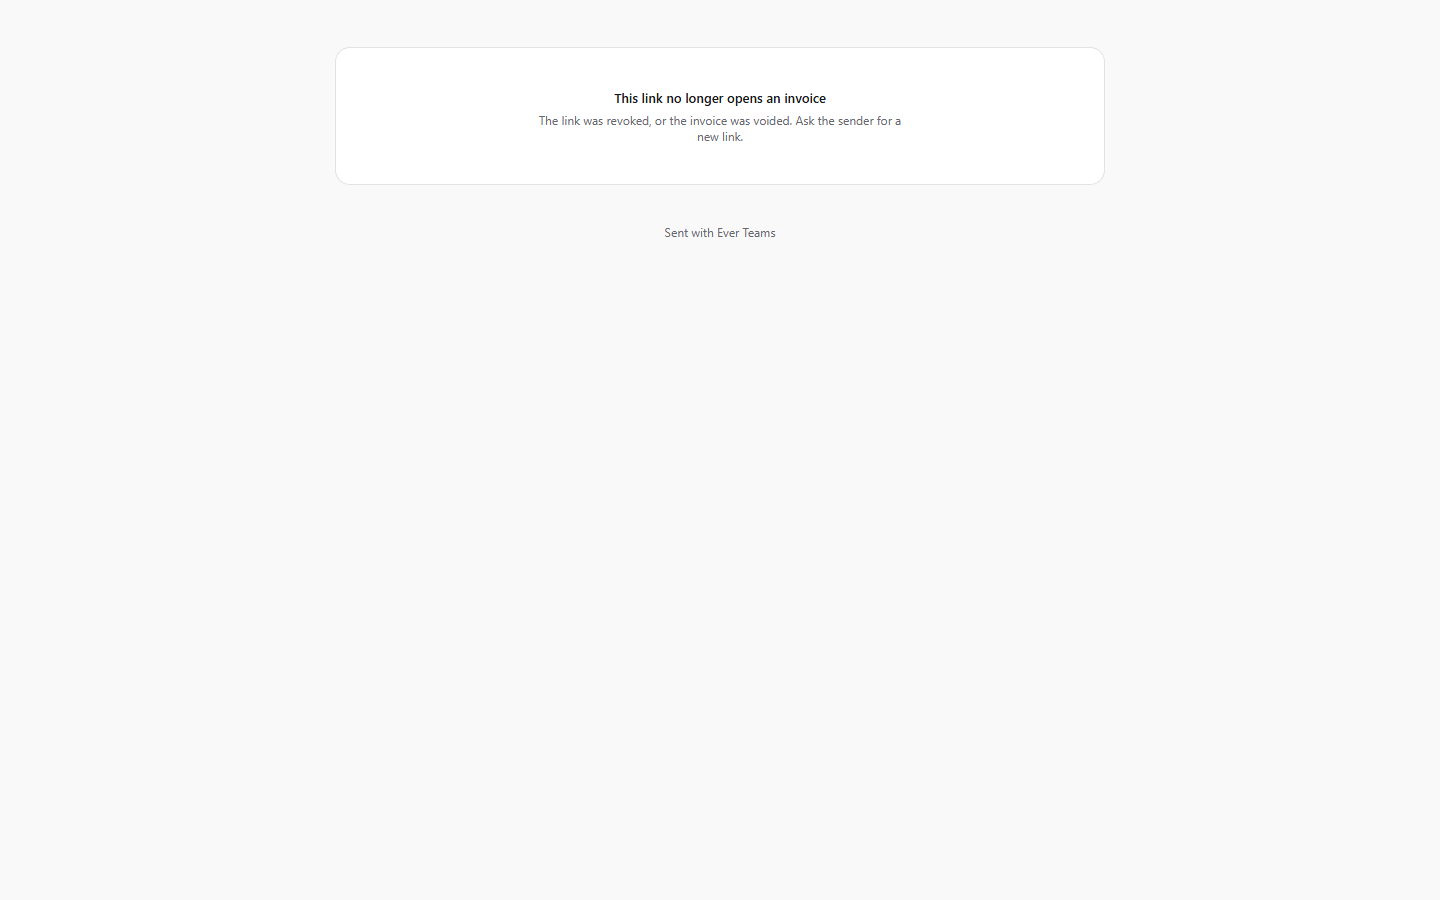 This link no longer opens an invoice
The link was revoked, or the invoice was voided. Ask the sender for a
new link.
Sent with Ever Teams